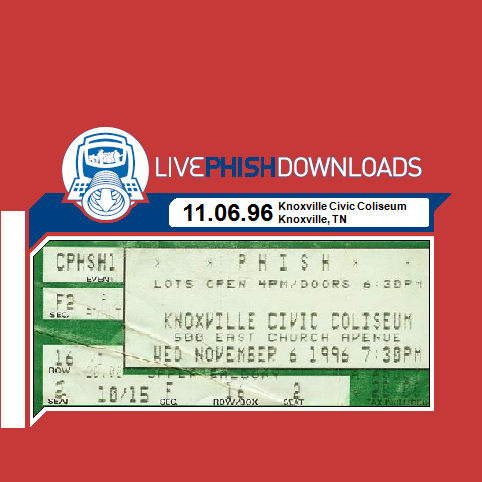 LIVEPHISHDOWNLOADS
11.06.96
Knoxville Civic Coliseum
Knoxville, TN
CPHSH1
EVENT
PHISH
LOTS OPEN 4PM/DOORS 6:30PM
F2
SEC.
KNOXVILLE CIVIC COLISEUM
500 EAST CHURCH AVENUE
WED NOVEMBER 6 1996 7:30PM
16
ROW
2
SEAT
10/15
F
SEC.
16
ROW/BOX
2
SEAT
TAX INCLUDED